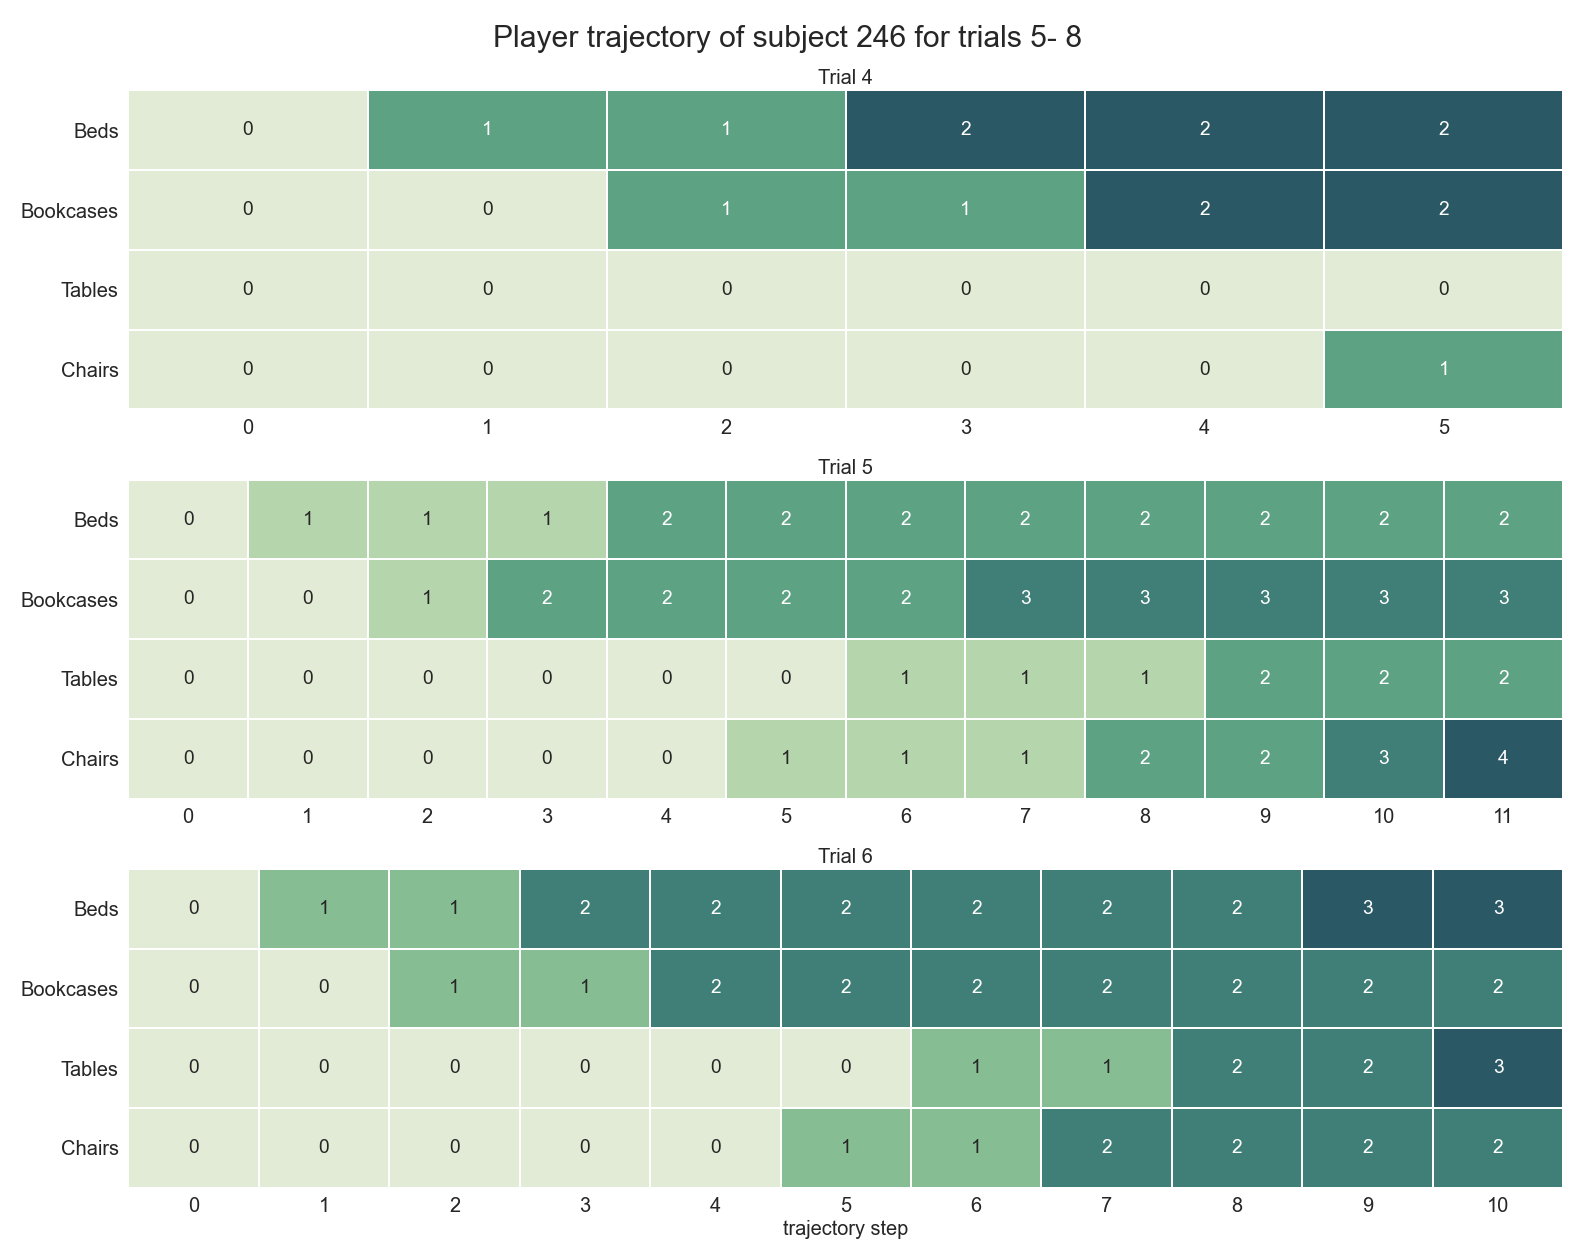 Player trajectory of subject 246 for trials 5- 8
Trial 4
Beds 0 1 1 2 2 2
Bookcases 0 0 1 1 2 2
Tables 0 0 0 0 0 0
Chairs 0 0 0 0 0 1
0 1 2 3 4 5
Trial 5
Beds 0 1 1 1 2 2 2 2 2 2 2 2
Bookcases 0 0 1 2 2 2 2 3 3 3 3 3
Tables 0 0 0 0 0 0 1 1 1 2 2 2
Chairs 0 0 0 0 0 1 1 1 2 2 3 4
0 1 2 3 4 5 6 7 8 9 10 11
Trial 6
Beds 0 1 1 2 2 2 2 2 2 3 3
Bookcases 0 0 1 1 2 2 2 2 2 2 2
Tables 0 0 0 0 0 0 1 1 2 2 3
Chairs 0 0 0 0 0 1 1 2 2 2 2
0 1 2 3 4 5 6 7 8 9 10
trajectory step